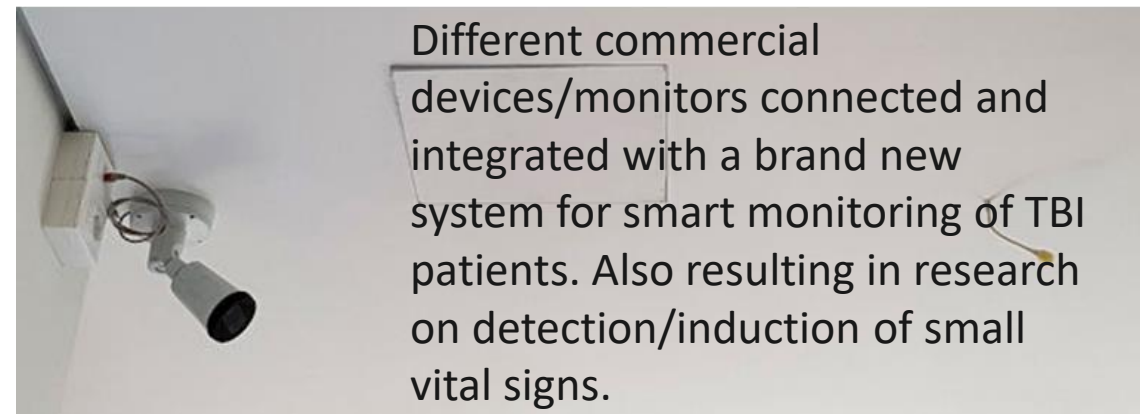 Different commercial
devices/monitors connected and
integrated with a brand new
system for smart monitoring of TBI
patients. Also resulting in research
on detection/induction of small
vital signs.